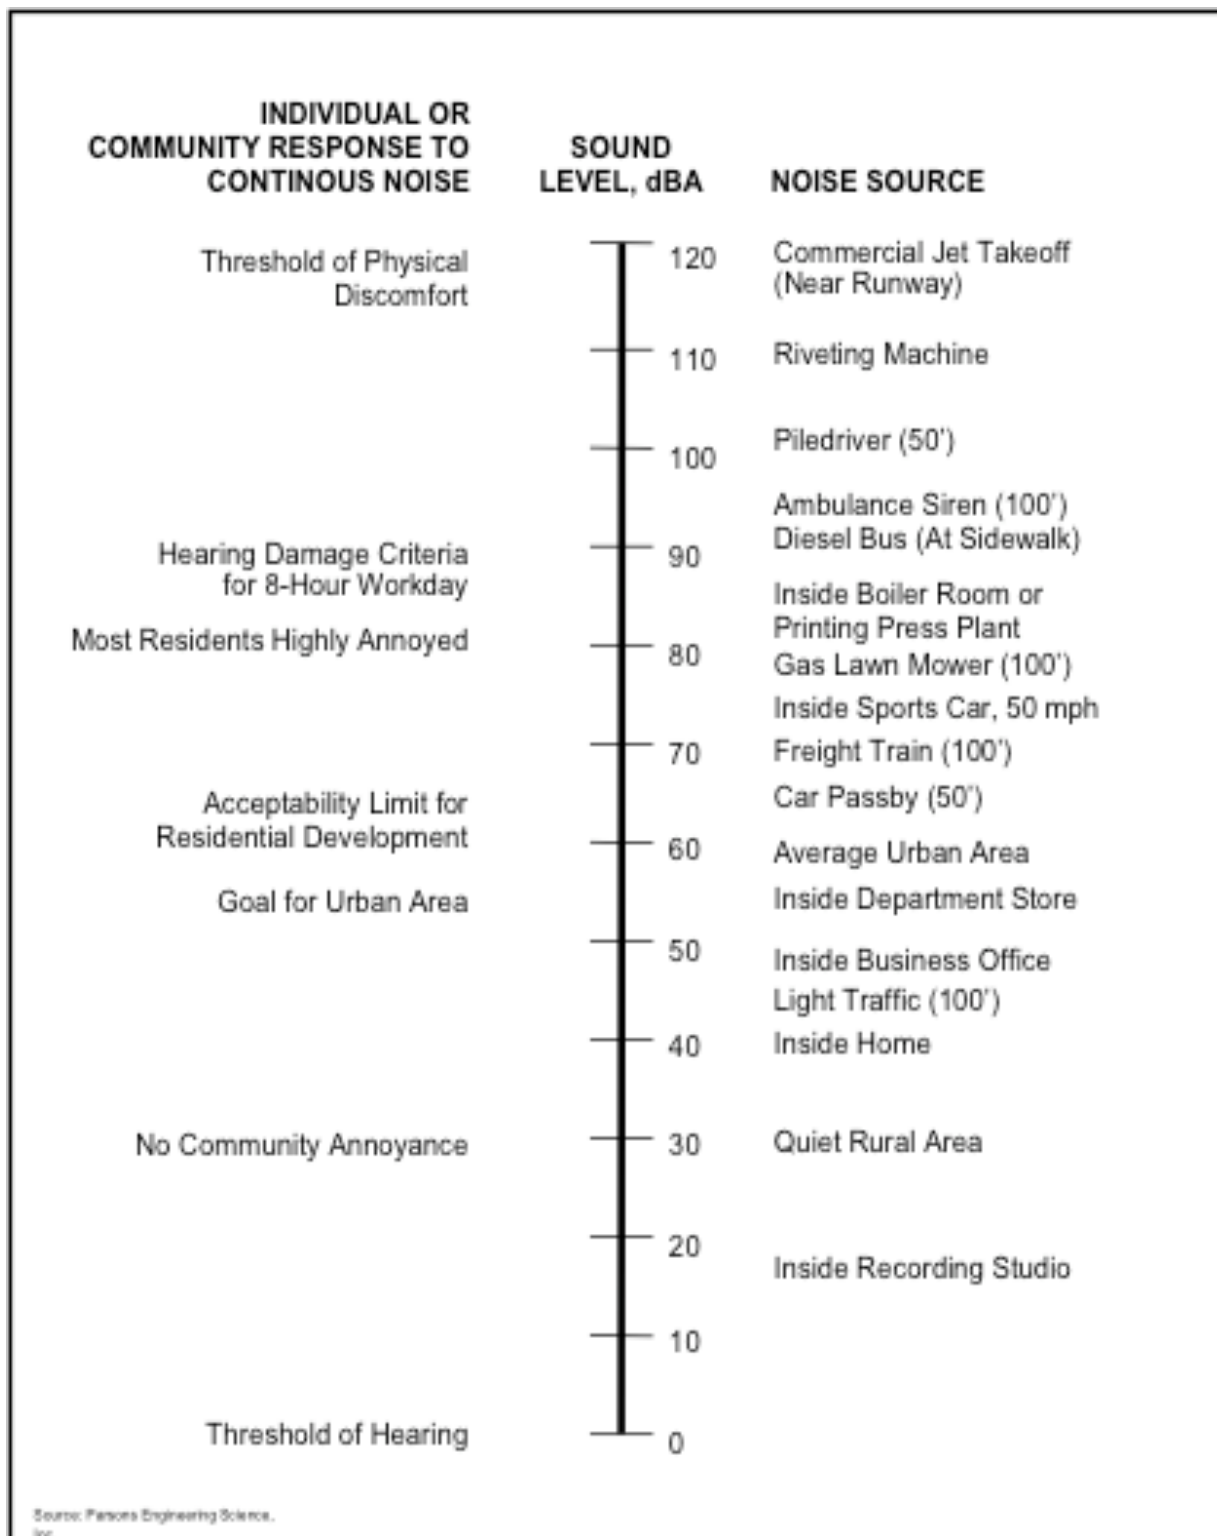 INDIVIDUAL OR
COMMUNITY RESPONSE TO
CONTINOUS NOISE
SOUND
LEVEL, dBA
NOISE SOURCE
Threshold of Physical
Discomfort
120
Commercial Jet Takeoff
(Near Runway)
110
Riveting Machine
100
Piledriver (50')
Ambulance Siren (100')
Diesel Bus (At Sidewalk)
Hearing Damage Criteria
for 8-Hour Workday
90
Inside Boiler Room or
Printing Press Plant
Most Residents Highly Annoyed
80
Gas Lawn Mower (100')
Inside Sports Car, 50 mph
70
Freight Train (100')
Car Passby (50')
Acceptability Limit for
Residential Development
60
Average Urban Area
Goal for Urban Area
Inside Department Store
50
Inside Business Office
Light Traffic (100')
40
Inside Home
No Community Annoyance
30
Quiet Rural Area
20
Inside Recording Studio
10
Threshold of Hearing
0
Source: Parsons Engineering Science,